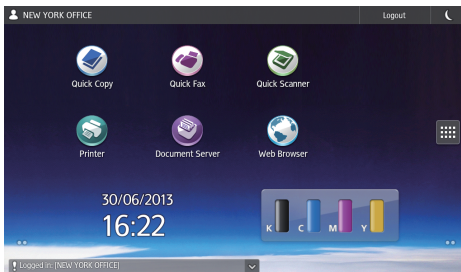 NEW YORK OFFICE Logout
Quick Copy Quick Fax Quick Scanner
Printer Document Server Web Browser
30/06/2013
16:22
K C M Y
Logged in: [NEW YORK OFFICE]